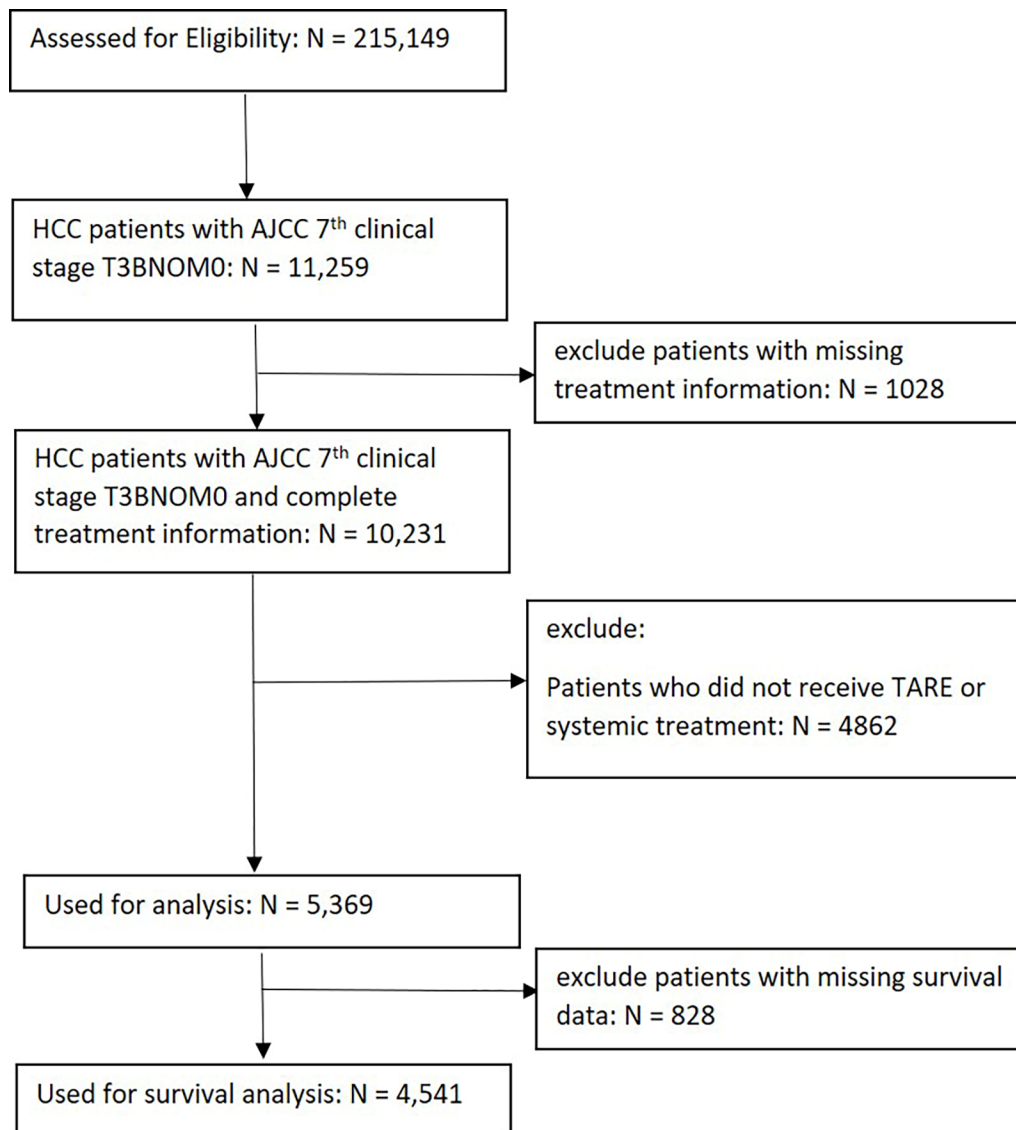 Assessed for Eligibility: N = 215,149
HCC patients with AJCC 7th clinical
stage T3BNOM0: N = 11,259
exclude patients with missing
treatment information: N = 1028
HCC patients with AJCC 7th clinical
stage T3BNOM0 and complete
treatment information: N = 10,231
exclude:
Patients who did not receive TARE or
systemic treatment: N = 4862
Used for analysis: N = 5,369
exclude patients with missing survival
data: N = 828
Used for survival analysis: N = 4,541